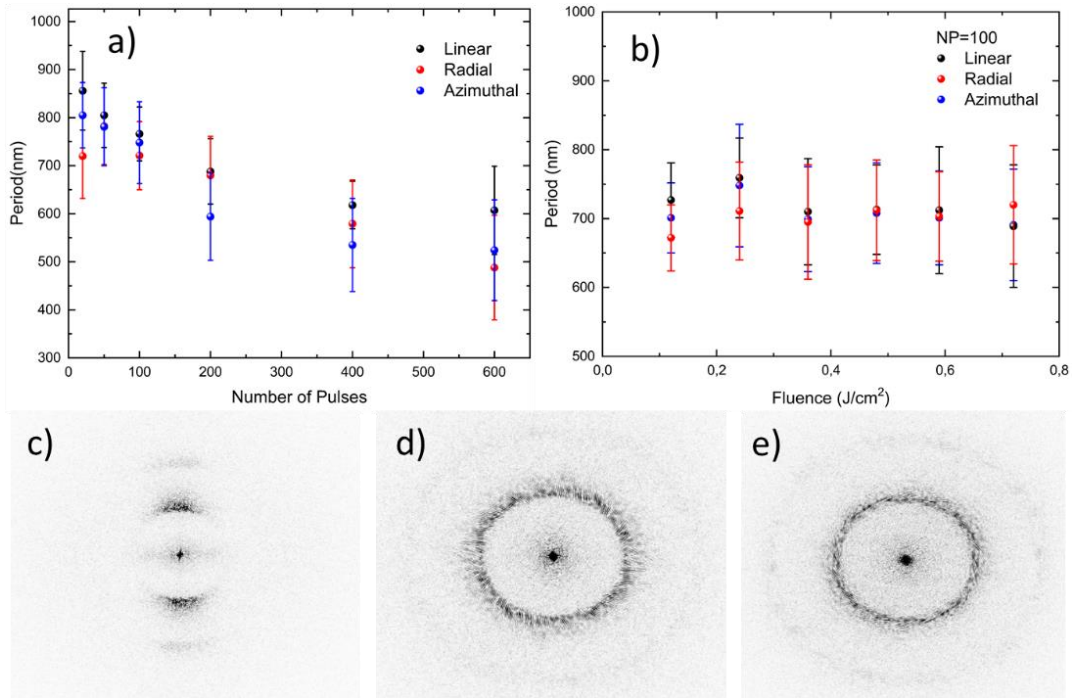 a)
Linear
Radial
Azimuthal
1000
900
800
700
600
500
400
300
Period(nm)
0 100 200 300 400 500 600
Number of Pulses
b)
NP=100
Linear
Radial
Azimuthal
1000
900
800
700
600
500
Period (nm)
0,0 0,2 0,4 0,6 0,8
Fluence (J/cm²)
c)
d)
e)